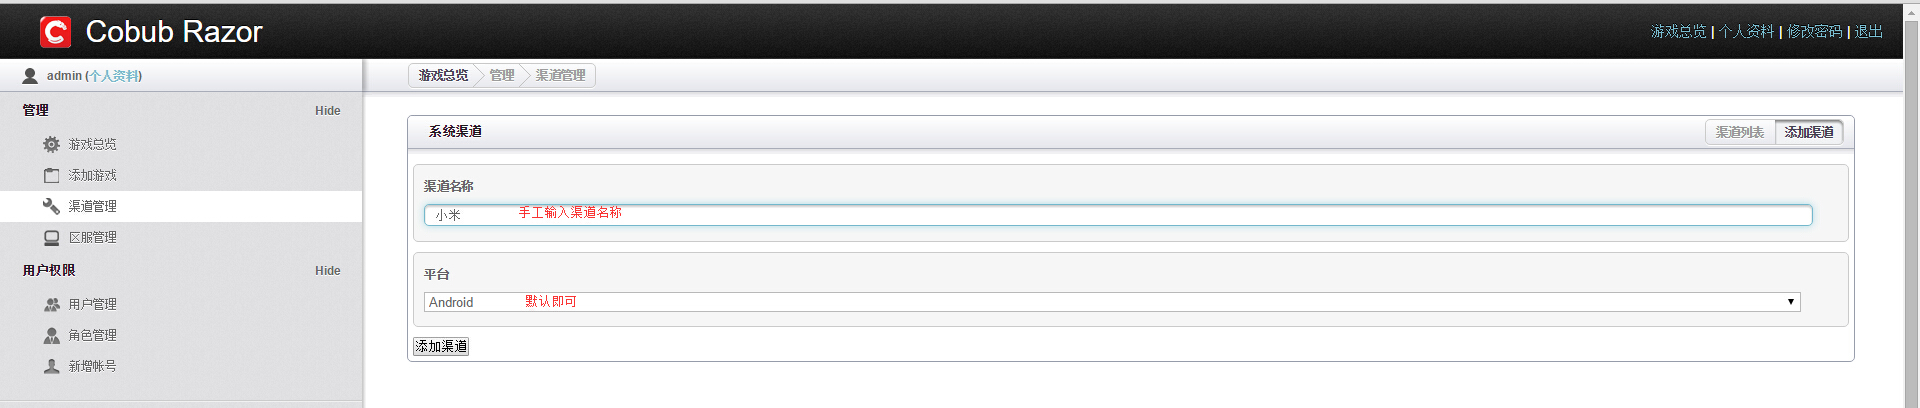 Cobub Razor
游戏总览 | 个人资料 | 修改密码 | 退出
admin (个人资料)
游戏总览 管理 渠道管理
管理 Hide
游戏总览
添加游戏
渠道管理
区服管理
用户权限 Hide
用户管理
角色管理
新增帐号
系统渠道 渠道列表 添加渠道
渠道名称
小米 手工输入渠道名称
平台
Android 默认即可
添加渠道